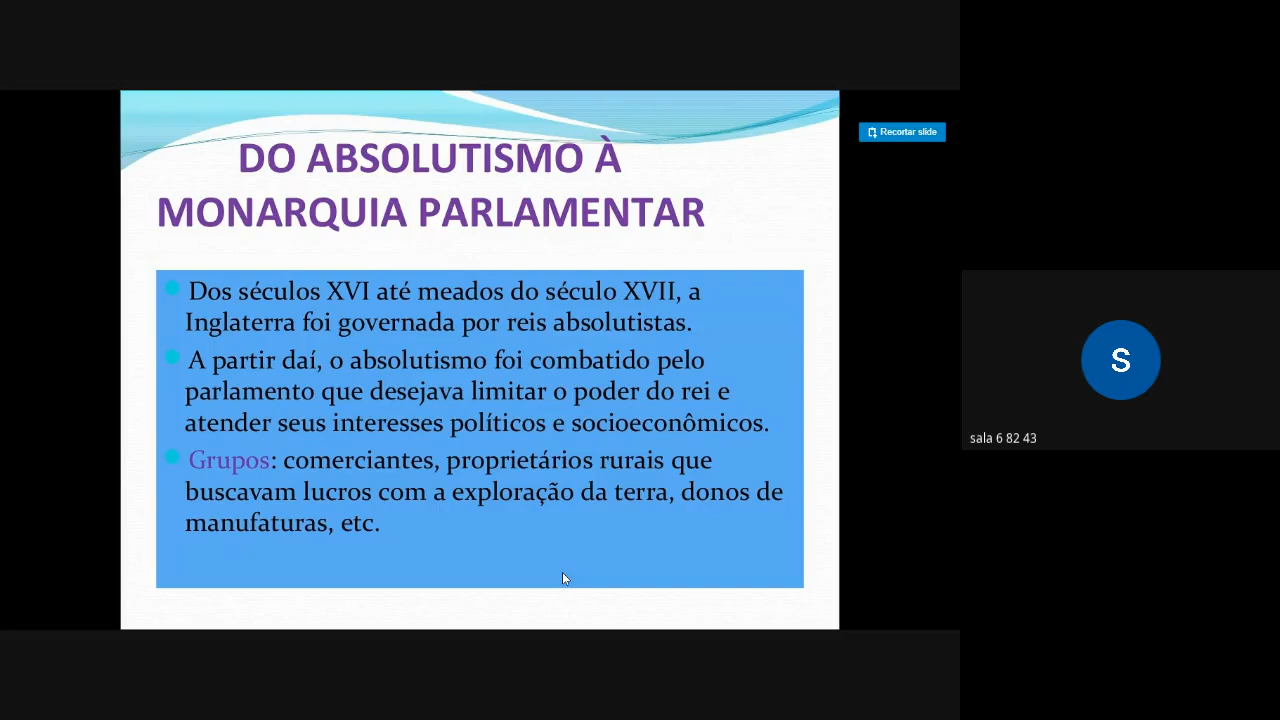 DO ABSOLUTISMO À
MONARQUIA PARLAMENTAR
Recortar slide
Dos séculos XVI até meados do século XVII, a
Inglaterra foi governada por reis absolutistas.
A partir daí, o absolutismo foi combatido pelo
parlamento que desejava limitar o poder do rei e
atender seus interesses políticos e socioeconômicos.
Grupos: comerciantes, proprietários rurais que
buscavam lucros com a exploração da terra, donos de
manufaturas, etc.
S
sala 6 82 43